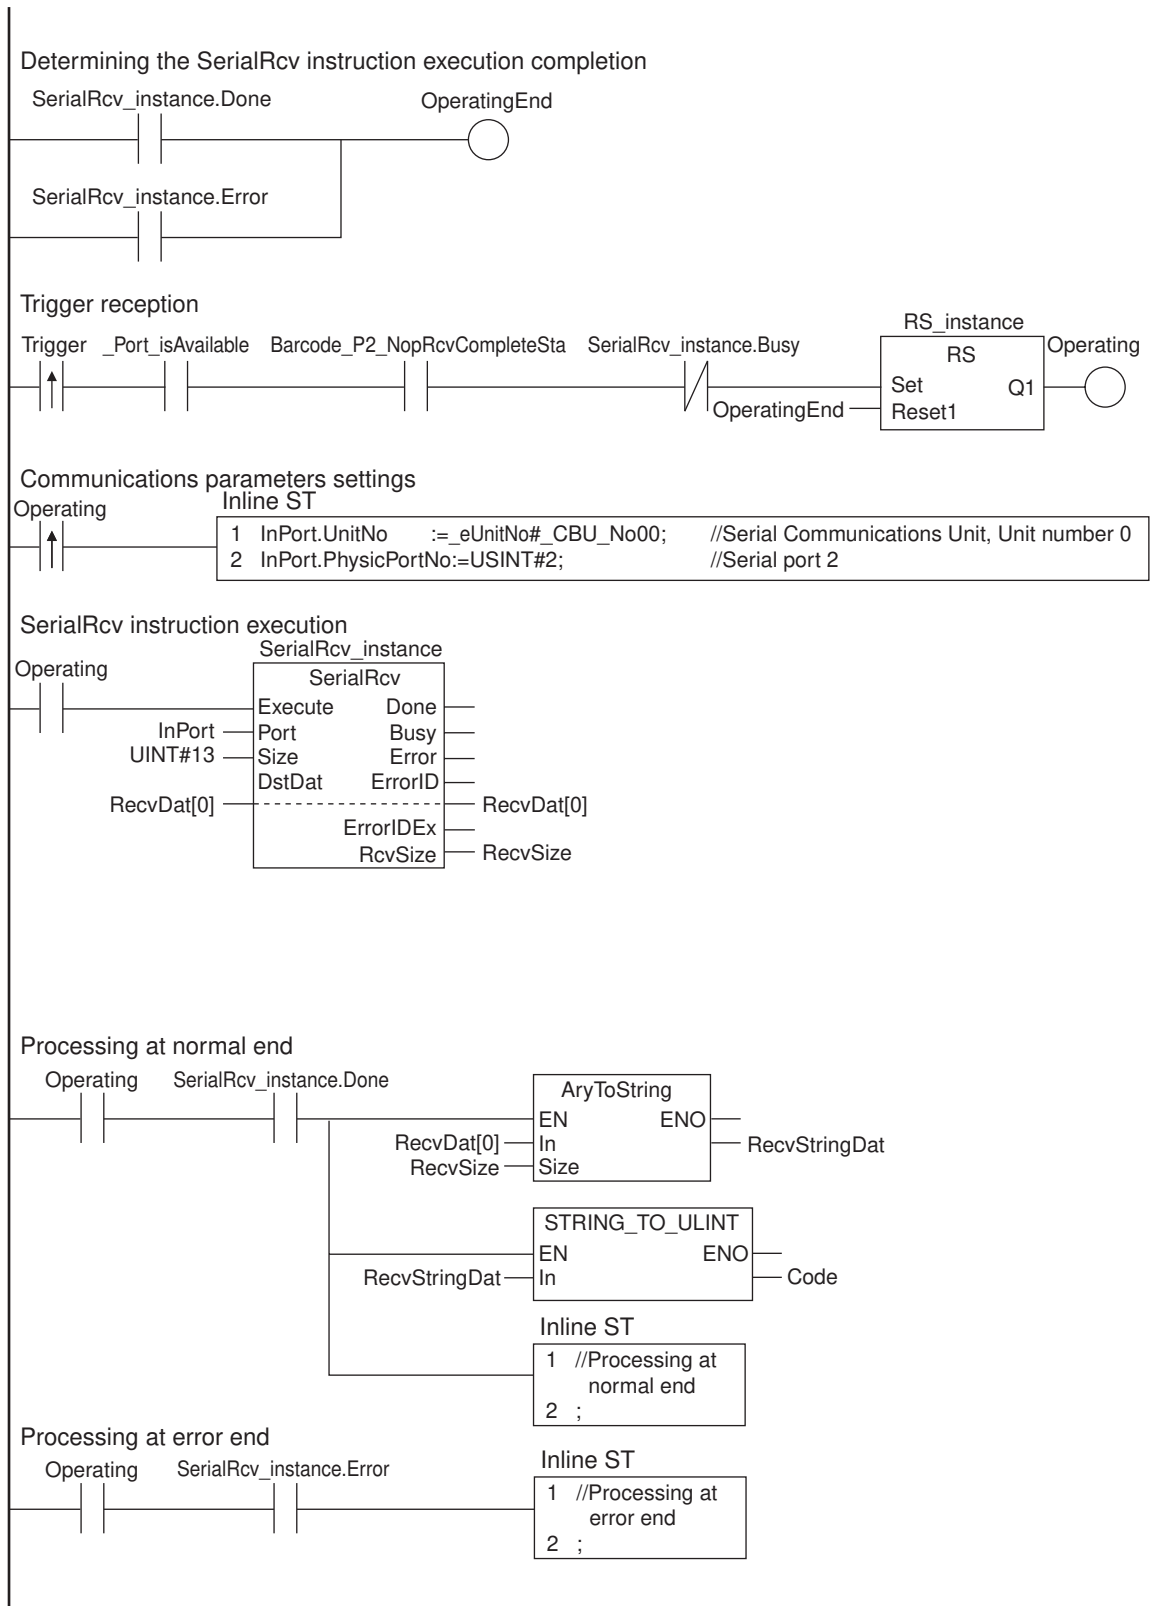 Determining the SerialRcv instruction execution completion
SerialRcv_instance.Done
OperatingEnd
SerialRcv_instance.Error
Trigger reception
RS_instance
Trigger _Port_isAvailable Barcode_P2_NopRcvCompleteSta SerialRcv_instance.Busy RS Operating
Set Q1
OperatingEnd Reset1
Communications parameters settings
Operating
Inline ST
1 InPort.UnitNo :=_eUnitNo#_CBU_No00; //Serial Communications Unit, Unit number 0
2 InPort.PhysicPortNo:=USINT#2; //Serial port 2
SerialRcv instruction execution
SerialRcv_instance
Operating SerialRcv
Execute Done
InPort Port Busy
UINT#13 Size Error
DstDat ErrorID
RecvDat[0] RecvDat[0]
ErrorIDEx
RcvSize RecvSize
Processing at normal end
Operating SerialRcv_instance.Done AryToString
EN ENO
RecvDat[0] In RecvStringDat
RecvSize Size
STRING_TO_ULINT
EN ENO
RecvStringDat In Code
Inline ST
1 //Processing at
normal end
2 ;
Processing at error end
Operating SerialRcv_instance.Error
Inline ST
1 //Processing at
error end
2 ;